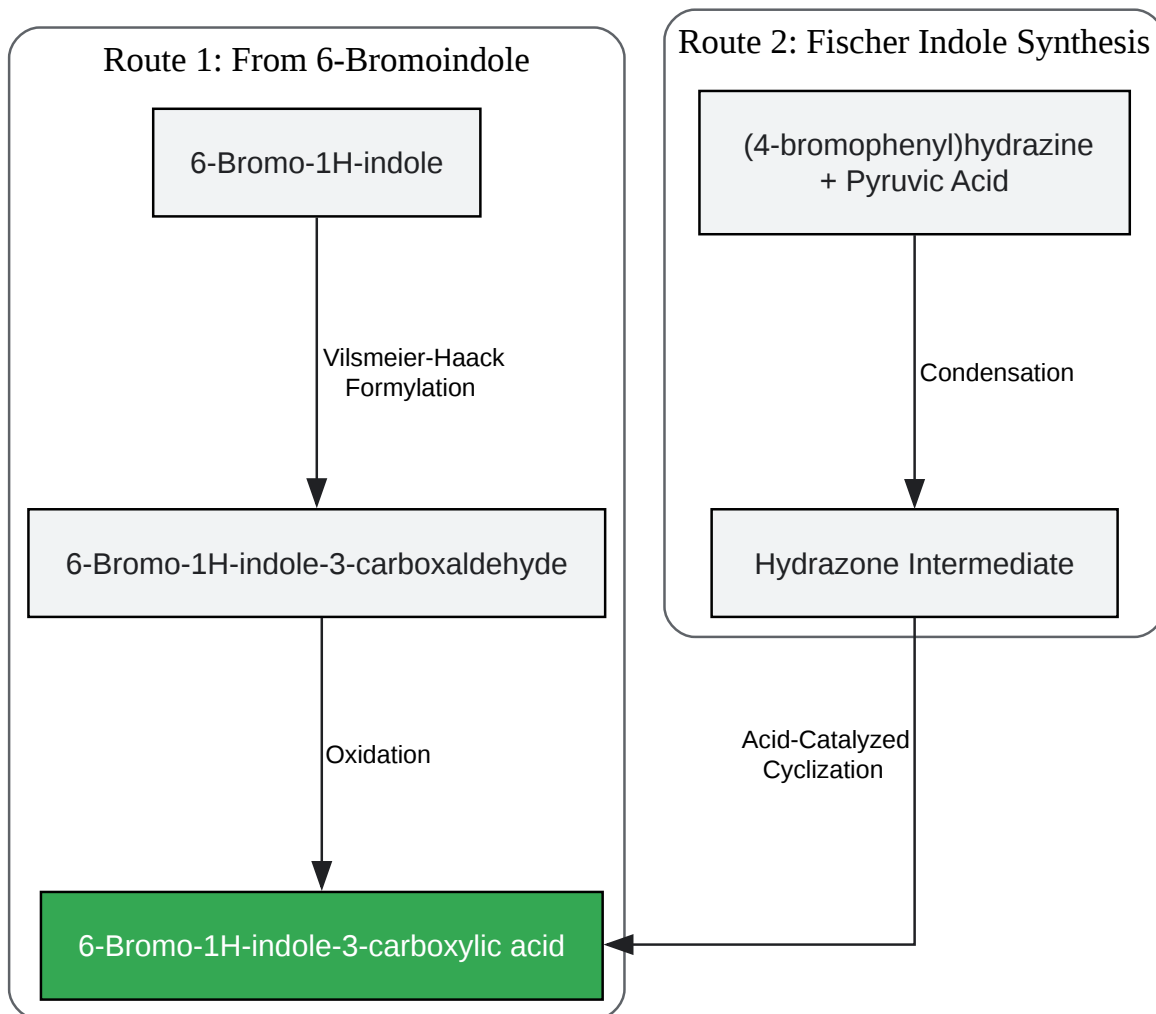 Route 1: From 6-Bromoindole
6-Bromo-1H-indole
Vilsmeier-Haack
Formylation
6-Bromo-1H-indole-3-carboxaldehyde
Oxidation
6-Bromo-1H-indole-3-carboxylic acid
Route 2: Fischer Indole Synthesis
(4-bromophenyl)hydrazine
+ Pyruvic Acid
Condensation
Hydrazone Intermediate
Acid-Catalyzed
Cyclization